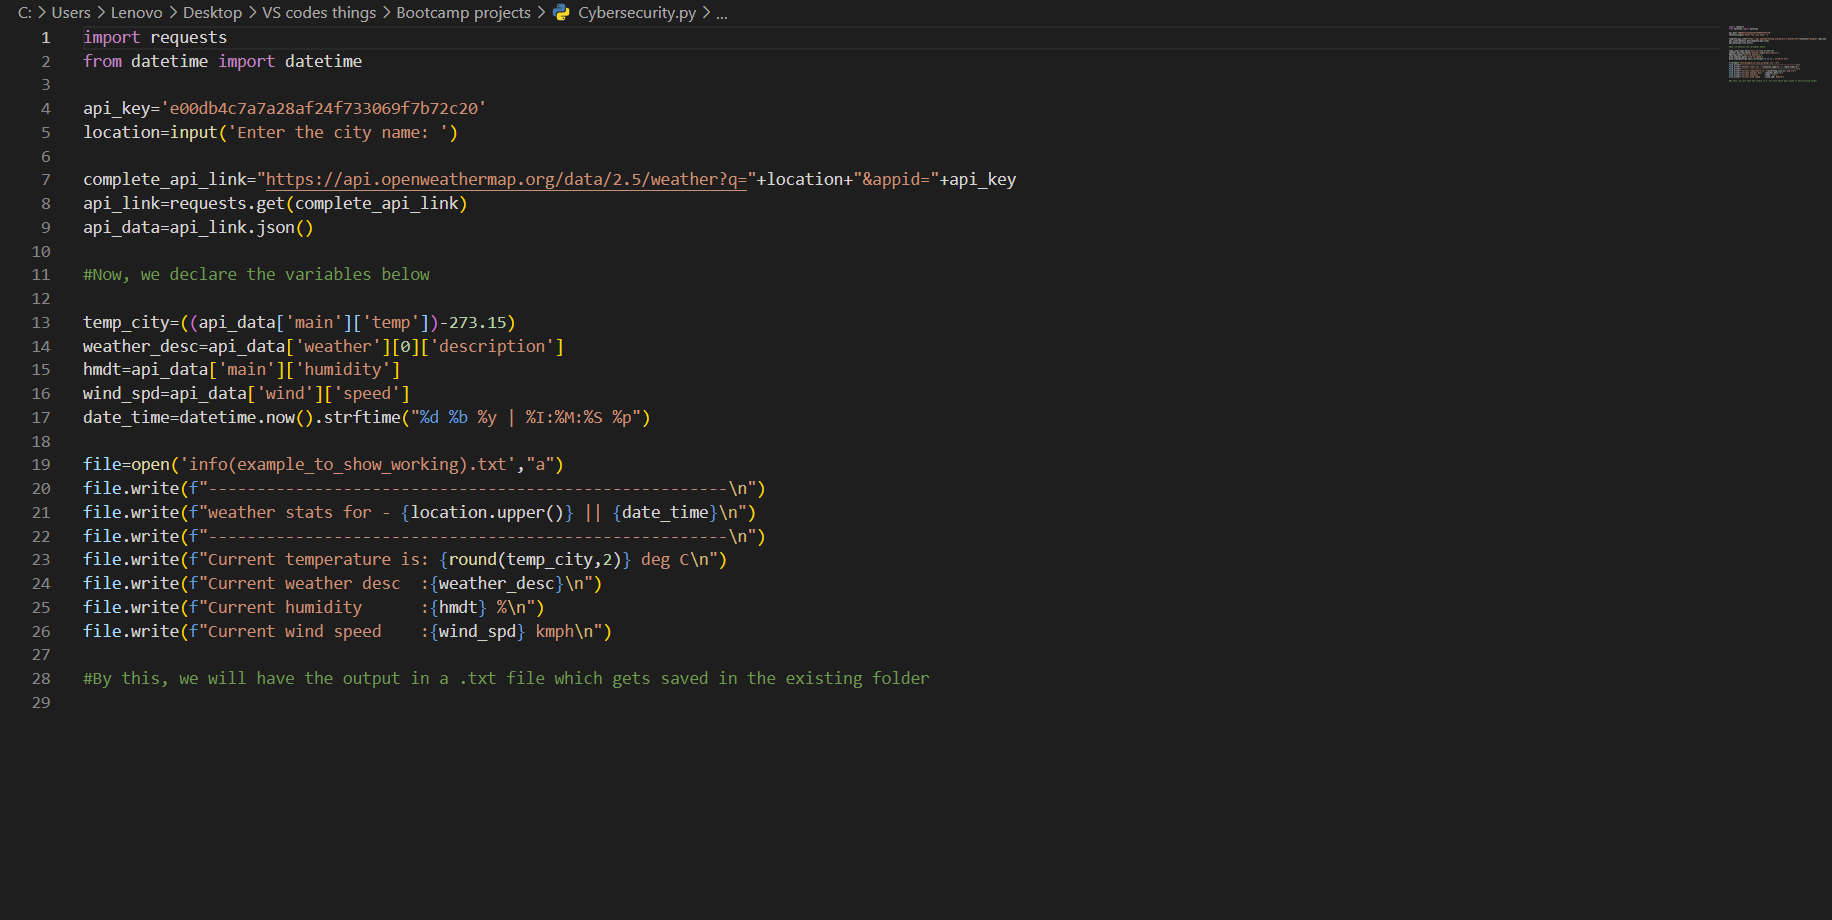 C: > Users > Lenovo > Desktop > VS codes things > Bootcamp projects > Cybersecurity.py > ...
1 import requests
2 from datetime import datetime
3
4 api_key='e00db4c7a7a28af24f733069f7b72c20'
5 location=input('Enter the city name: ')
6
7 complete_api_link="https://api.openweathermap.org/data/2.5/weather?q="+location+"&appid="+api_key
8 api_link=requests.get(complete_api_link)
9 api_data=api_link.json()
10
11 #Now, we declare the variables below
12
13 temp_city=((api_data['main']['temp'])-273.15)
14 weather_desc=api_data['weather'][0]['description']
15 hmdt=api_data['main']['humidity']
16 wind_spd=api_data['wind']['speed']
17 date_time=datetime.now().strftime("%d %b %y | %I:%M:%S %p")
18
19 file=open('info(example_to_show_working).txt',"a")
20 file.write(f"------------------------------------------------------\n")
21 file.write(f"weather stats for - {location.upper()} || {date_time}\n")
22 file.write(f"------------------------------------------------------\n")
23 file.write(f"Current temperature is: {round(temp_city,2)} deg C\n")
24 file.write(f"Current weather desc  :{weather_desc}\n")
25 file.write(f"Current humidity      :{hmdt} %\n")
26 file.write(f"Current wind speed    :{wind_spd} kmph\n")
27
28 #By this, we will have the output in a .txt file which gets saved in the existing folder
29